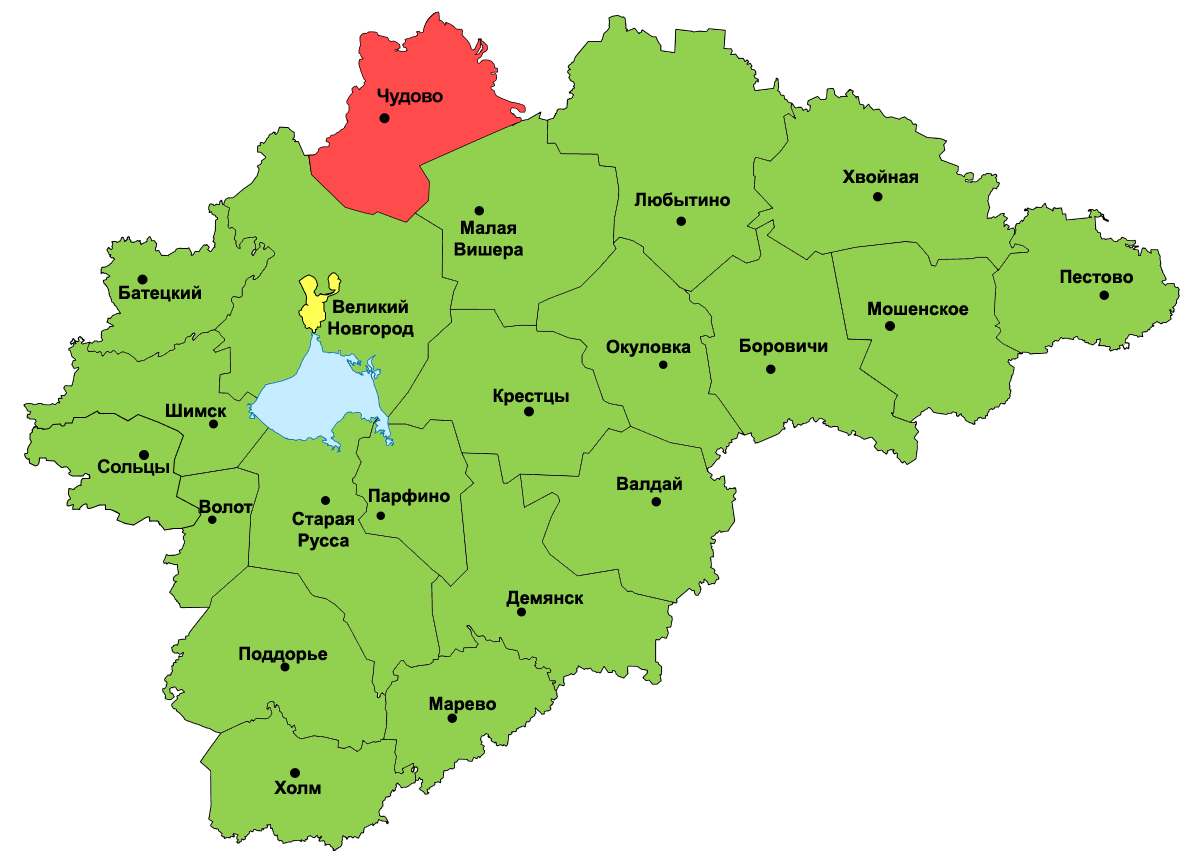 Чудово
Хвойная
Любытино
Малая
Вишера
Пестово
Батецкий
Великий
Новгород
Мошенское
Окуловка
Боровичи
Крестцы
Шимск
Сольцы
Валдай
Парфино
Волот
Старая
Русса
Демянск
Поддорье
Марево
Холм